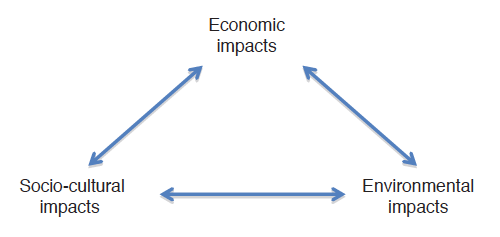 Economic
impacts
Socio-cultural
impacts
Environmental
impacts